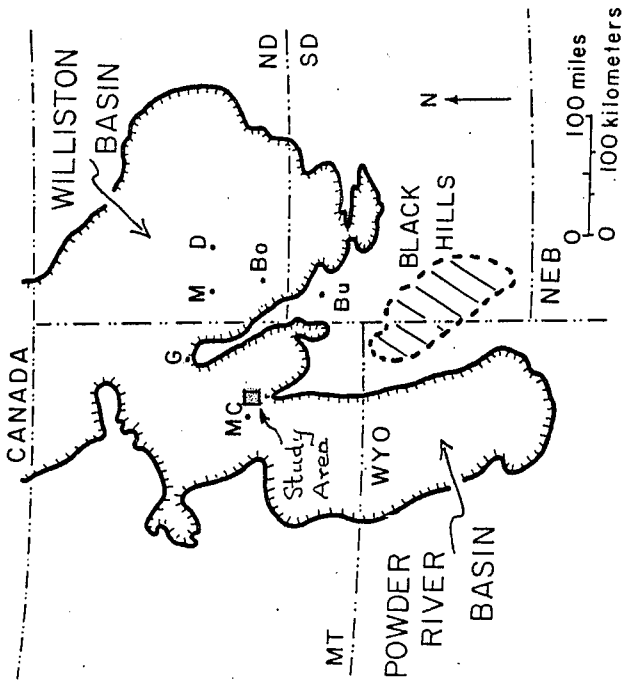 CANADA
WILLISTON
BASIN
M
D
G
Bo
ND
SD
MC
Study
Area
Bu
MT
WYO
BLACK
HILLS
N
POWDER
RIVER
BASIN
NEB
0 100 miles
0 100 kilometers